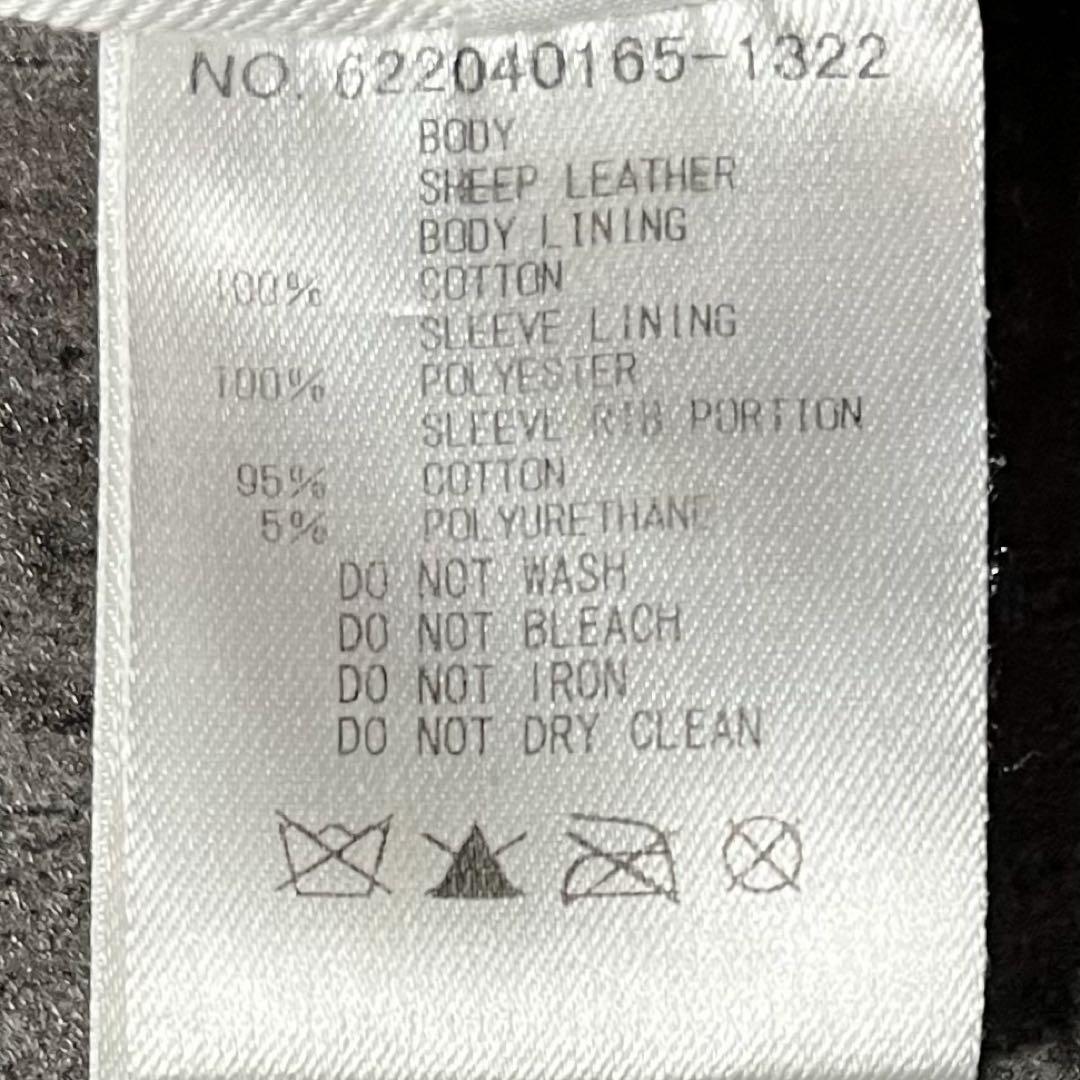 NO. 622040165-1322
BODY
SHEEP LEATHER
BODY LINING
100% COTTON
SLEEVE LINING
100% POLYESTER
SLEEVE RIB PORTION
95% COTTON
5% POLYURETHANE
DO NOT WASH
DO NOT BLEACH
DO NOT IRON
DO NOT DRY CLEAN